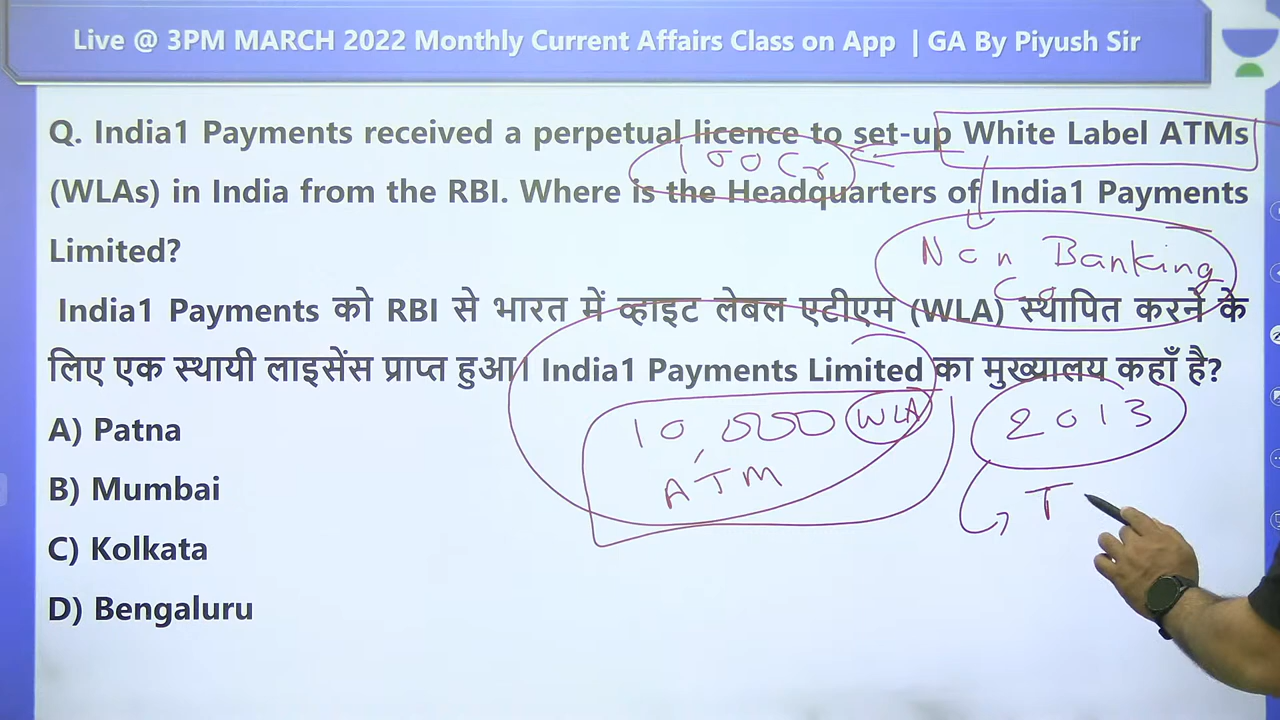 Live @ 3PM MARCH 2022 Monthly Current Affairs Class on App | GA By Piyush Sir
Q. India1 Payments received a perpetual licence to set-up White Label ATMs
100 Cr
(WLAs) in India from the RBI. Where is the Headquarters of India1 Payments
Limited?
Non Banking
Co
India1 Payments को RBI से भारत में व्हाइट लेबल एटीएम (WLA) स्थापित करने के
लिए एक स्थायी लाइसेंस प्राप्त हुआ। India1 Payments Limited का मुख्यालय कहाँ है?
A) Patna
10,000 WLA
2013
ATM
B) Mumbai
T
C) Kolkata
D) Bengaluru